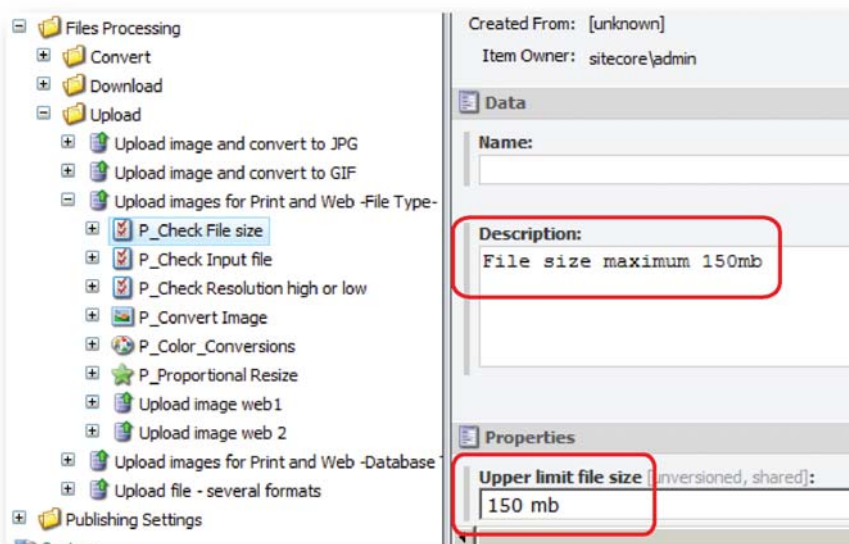 Files Processing
Convert
Download
Upload
Upload image and convert to JPG
Upload image and convert to GIF
Upload images for Print and Web -File Type-
P_Check File size
P_Check Input file
P_Check Resolution high or low
P_Convert Image
P_Color_Conversions
P_Proportional Resize
Upload image web1
Upload image web 2
Upload images for Print and Web -Database
Upload file - several formats
Publishing Settings
Created From: [unknown]
Item Owner: sitecore\admin
Data
Name:
Description:
File size maximum 150mb
Properties
Upper limit file size [unversioned, shared]:
150 mb